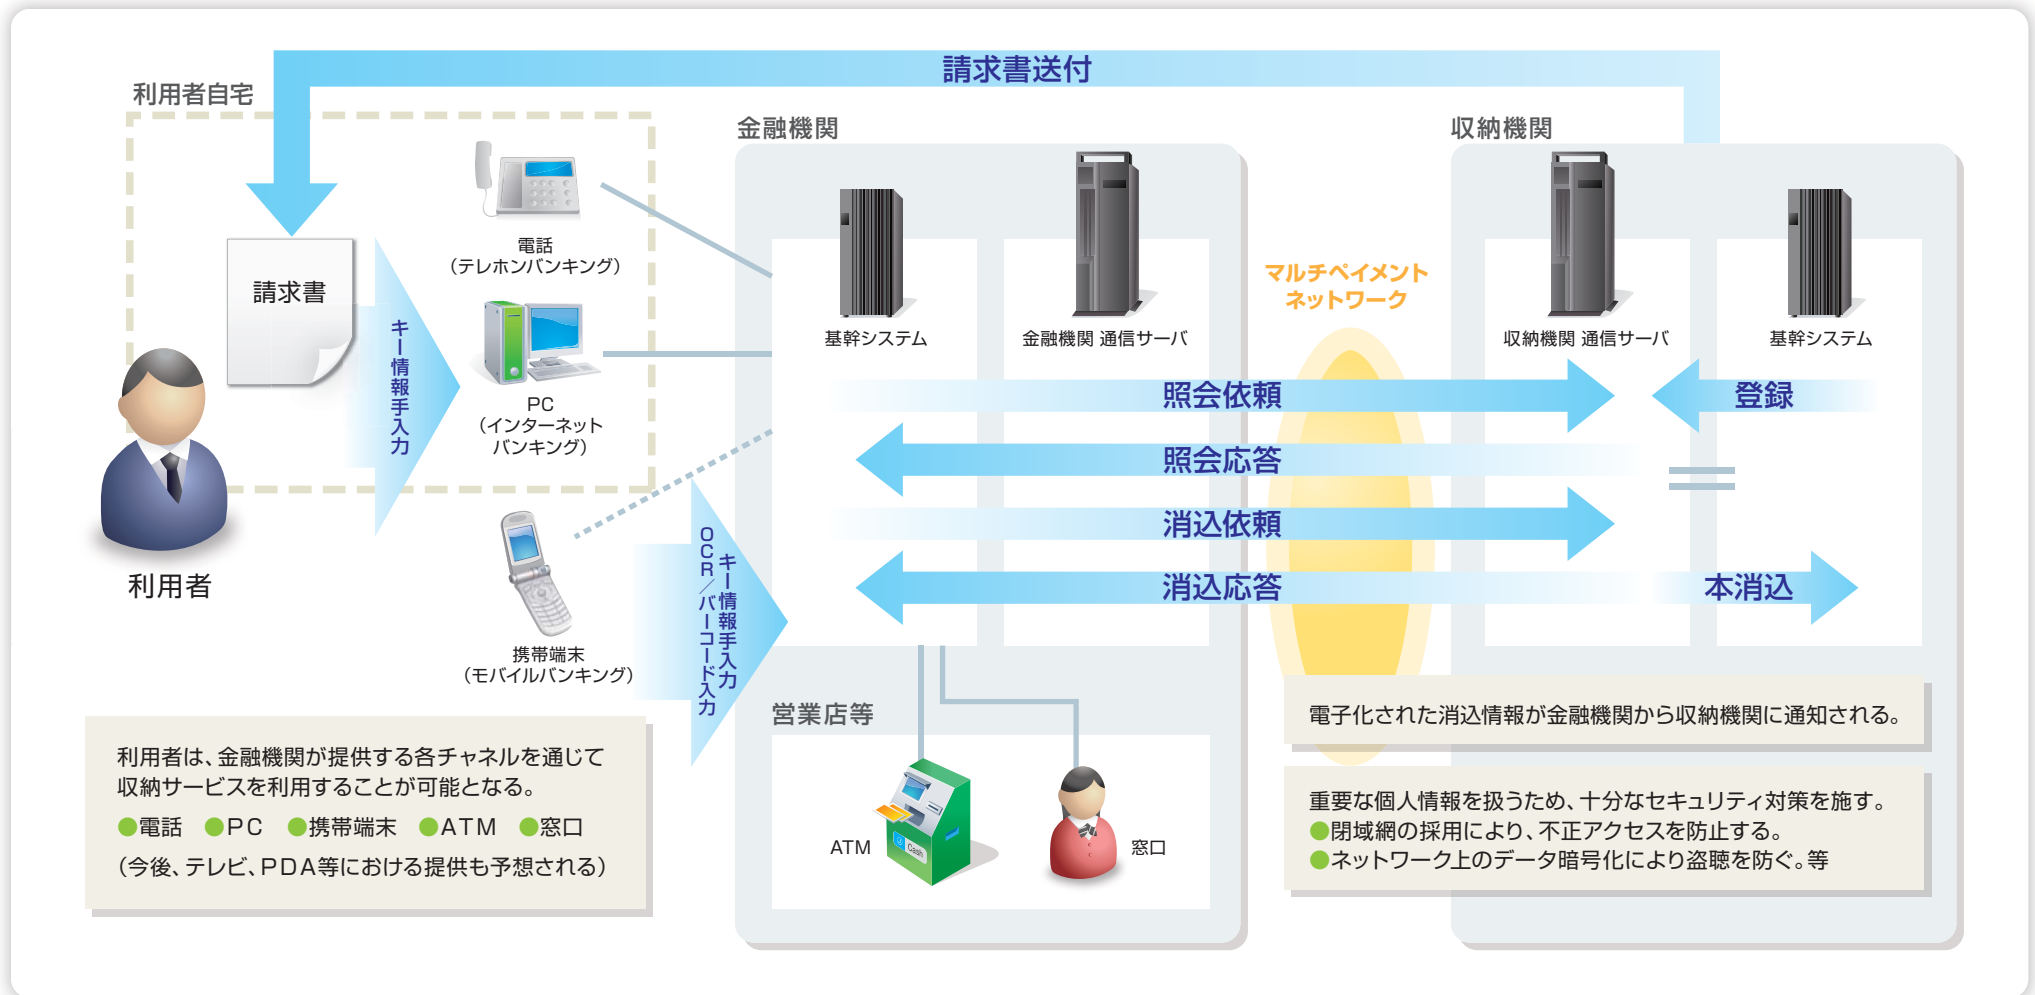 請求書送付
利用者自宅
金融機関
収納機関
請求書
キー情報手入力
電話
（テレホンバンキング）
PC
（インターネット
バンキング）
携帯端末
（モバイルバンキング）
利用者
キー情報手入力
OCR／バーコード入力
基幹システム
金融機関 通信サーバ
マルチペイメント
ネットワーク
収納機関 通信サーバ
基幹システム
照会依頼
登録
照会応答
消込依頼
消込応答
本消込
営業店等
ATM
Cash
窓口
利用者は、金融機関が提供する各チャネルを通じて
収納サービスを利用することが可能となる。
●電話 ●PC ●携帯端末 ●ATM ●窓口
（今後、テレビ、PDA等における提供も予想される）
電子化された消込情報が金融機関から収納機関に通知される。
重要な個人情報を扱うため、十分なセキュリティ対策を施す。
●閉域網の採用により、不正アクセスを防止する。
●ネットワーク上のデータ暗号化により盗聴を防ぐ。等